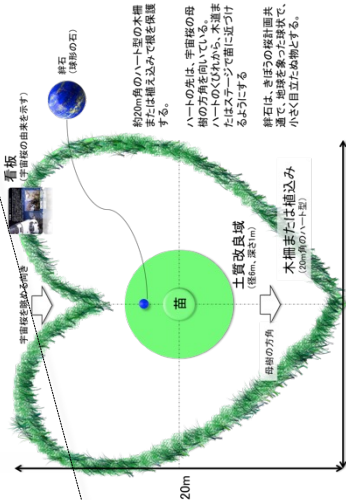 看板
(宇宙桜の由来を示す)
絆石
(球形の石)
約20m角のハート型の木柵
または植え込みで根を保護
する。
ハートの先は、宇宙桜の母
樹の方角を向いている。
ハートのくびれから、木道ま
たはステージで苗に近づけ
るようにする
絆石は、きぼうの桜計画共
通で、地球を象った球状で、
小さく目立たぬ物とする。
宇宙桜を眺める向き
苗
土質改良域
(径6m、深さ1m)
木柵または植込み
(20m角のハート型)
母樹の方角
20m